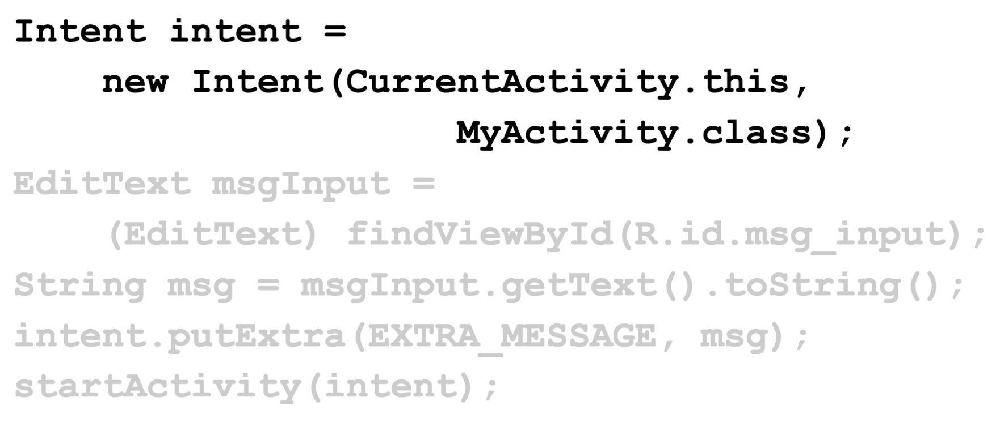 Intent intent =
new Intent(CurrentActivity.this,
MyActivity.class);
EditText msgInput =
(EditText) findViewById(R.id.msg_input);
String msg = msgInput.getText().toString();
intent.putExtra(EXTRA_MESSAGE, msg);
startActivity(intent);